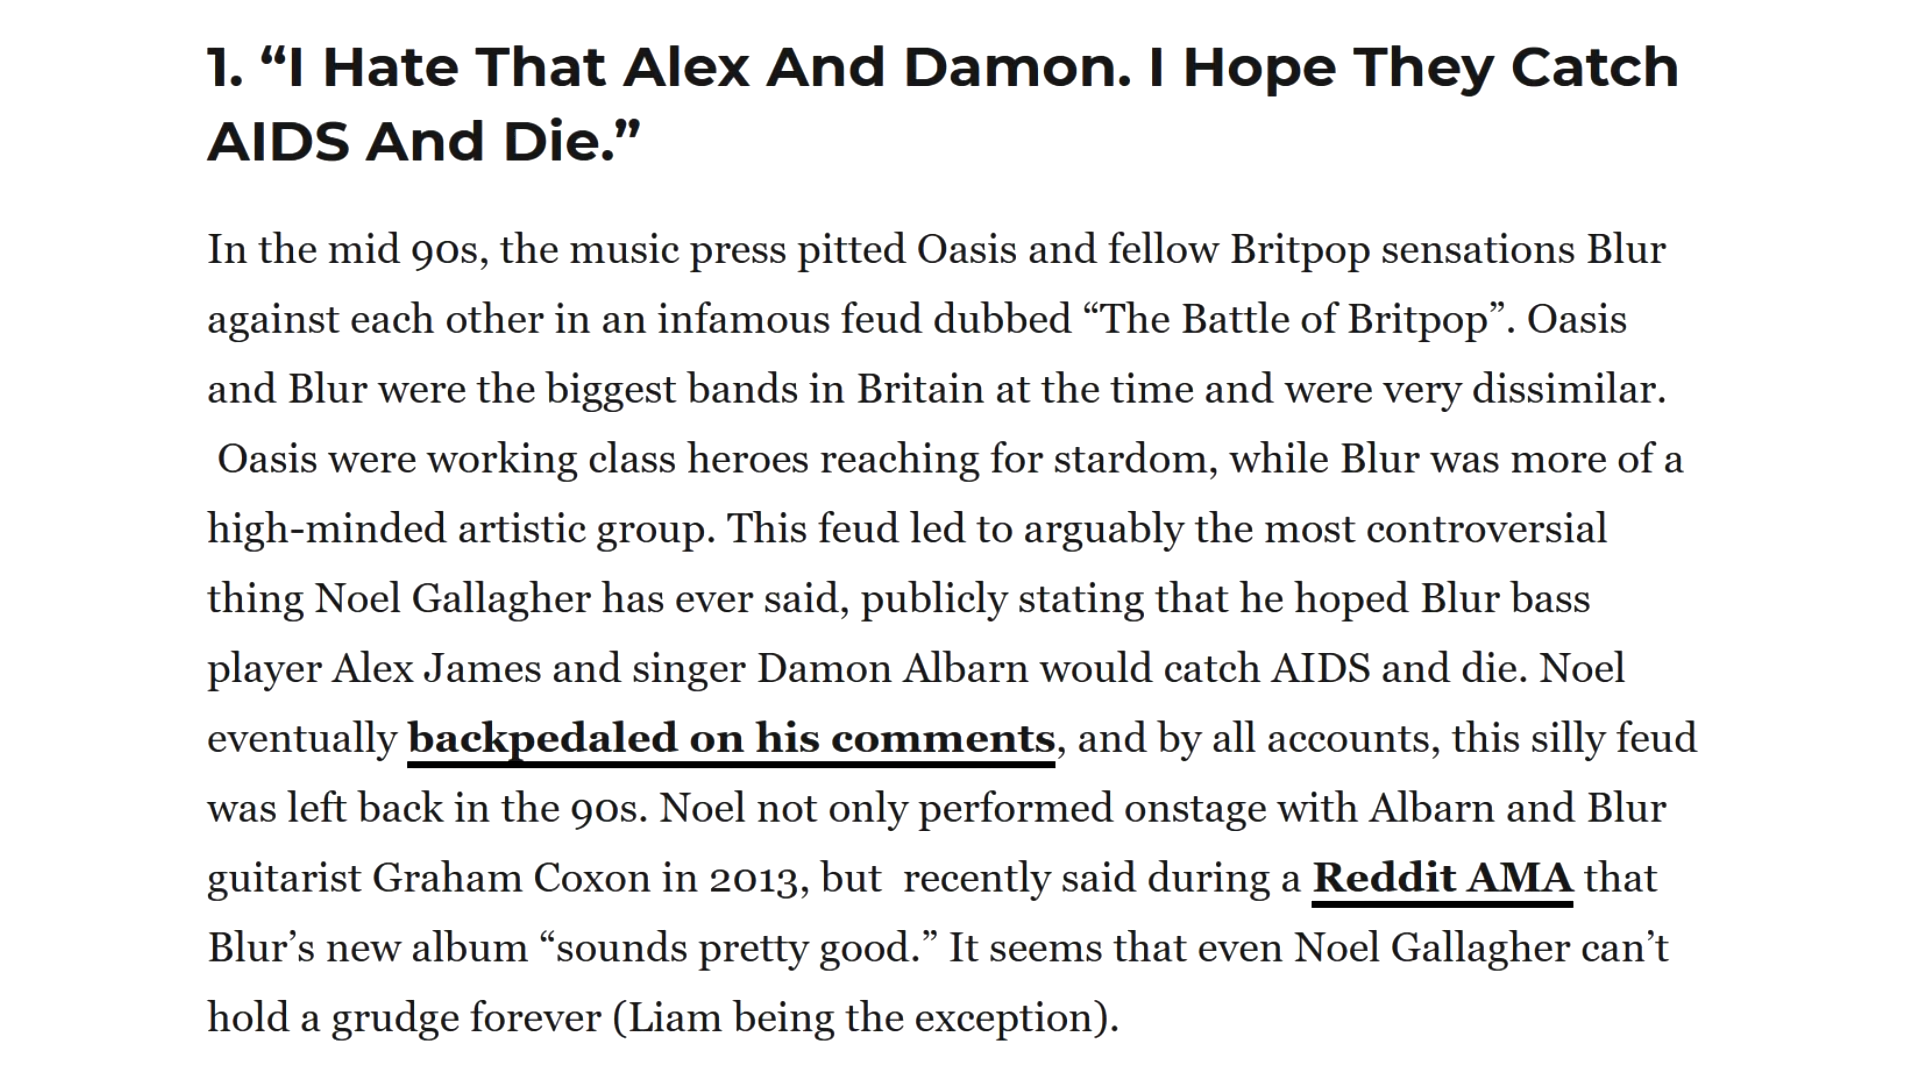 1. “I Hate That Alex And Damon. I Hope They Catch
AIDS And Die.”
In the mid 90s, the music press pitted Oasis and fellow Britpop sensations Blur
against each other in an infamous feud dubbed “The Battle of Britpop”. Oasis
and Blur were the biggest bands in Britain at the time and were very dissimilar.
Oasis were working class heroes reaching for stardom, while Blur was more of a
high-minded artistic group. This feud led to arguably the most controversial
thing Noel Gallagher has ever said, publicly stating that he hoped Blur bass
player Alex James and singer Damon Albarn would catch AIDS and die. Noel
eventually backpedaled on his comments, and by all accounts, this silly feud
was left back in the 90s. Noel not only performed onstage with Albarn and Blur
guitarist Graham Coxon in 2013, but  recently said during a Reddit AMA that
Blur’s new album “sounds pretty good.” It seems that even Noel Gallagher can’t
hold a grudge forever (Liam being the exception).